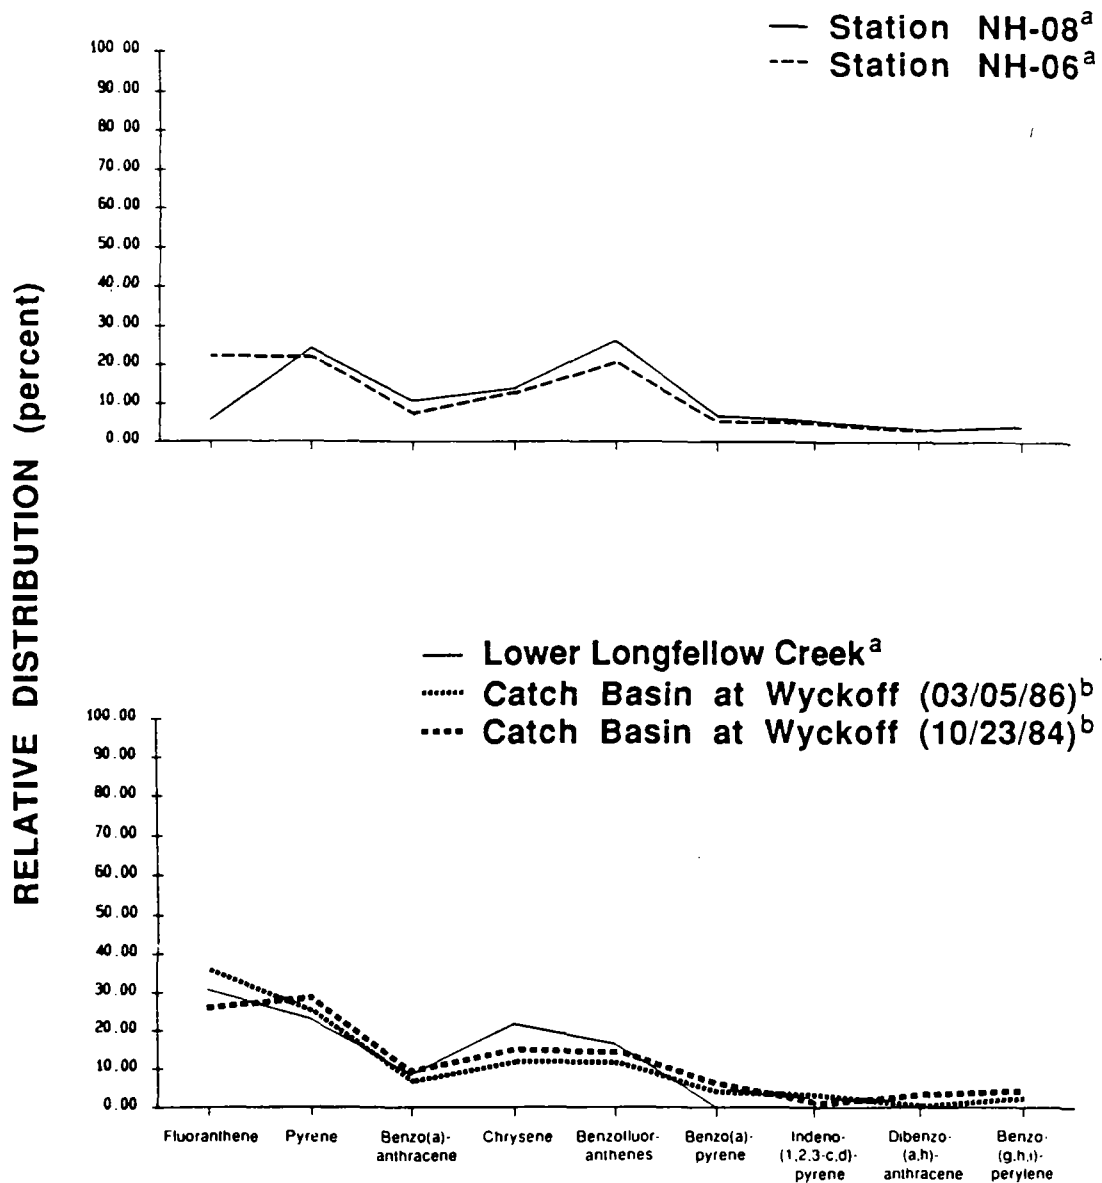 — Station NH-08a
--- Station NH-06a
100.00
90.00
80.00
70.00
60.00
50.00
40.00
30.00
20.00
10.00
0.00
RELATIVE DISTRIBUTION (percent)
— Lower Longfellow Creeka
Catch Basin at Wyckoff (03/05/86)b
Catch Basin at Wyckoff (10/23/84)b
100.00
90.00
80.00
70.00
60.00
50.00
40.00
30.00
20.00
10.00
0.00
Fluoranthene Pyrene Benzo(a)- Chrysene Benzofluor- Benzo(a)- Indeno- Dibenzo- Benzo-
anthracene anthenes pyrene (1,2,3-c,d)- (a,h)- (g,h,i)-
pyrene anthracene perylene